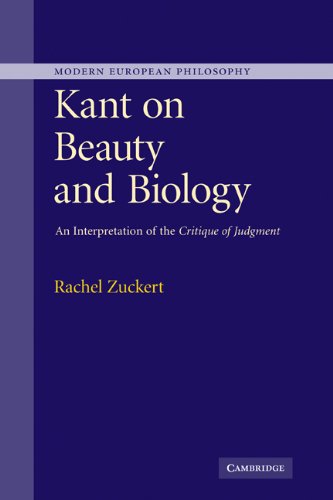 MODERN EUROPEAN PHILOSOPHY
Kant on
Beauty
and Biology
An Interpretation of the Critique of Judgment
Rachel Zuckert
CAMBRIDGE